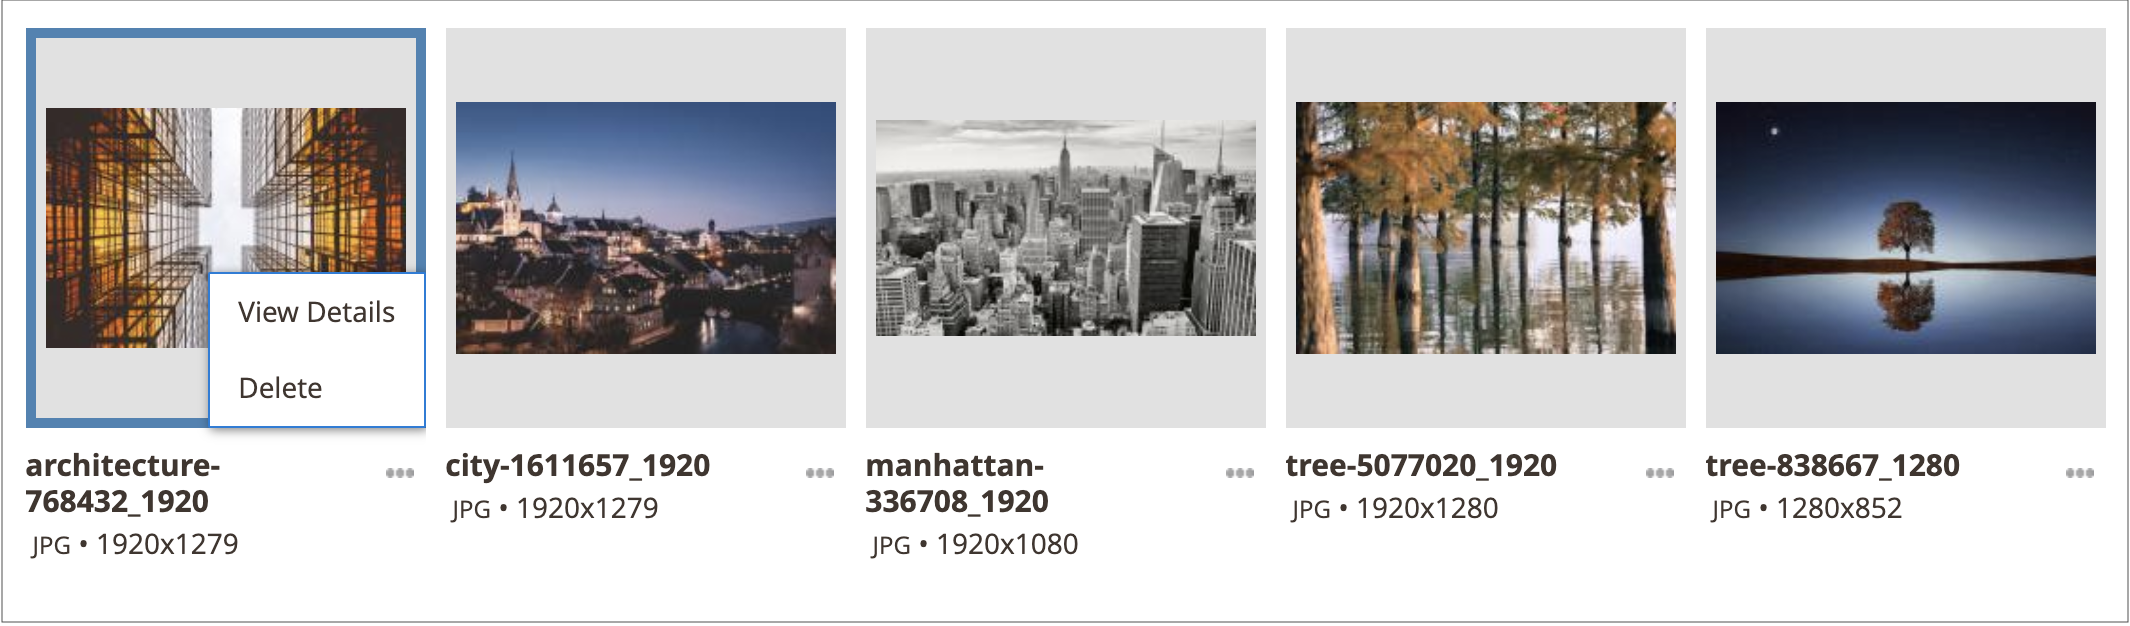 View Details
Delete
architecture-
768432_1920
JPG • 1920x1279
city-1611657_1920
JPG • 1920x1279
manhattan-
336708_1920
JPG • 1920x1080
tree-5077020_1920
JPG • 1920x1280
tree-838667_1280
JPG • 1280x852